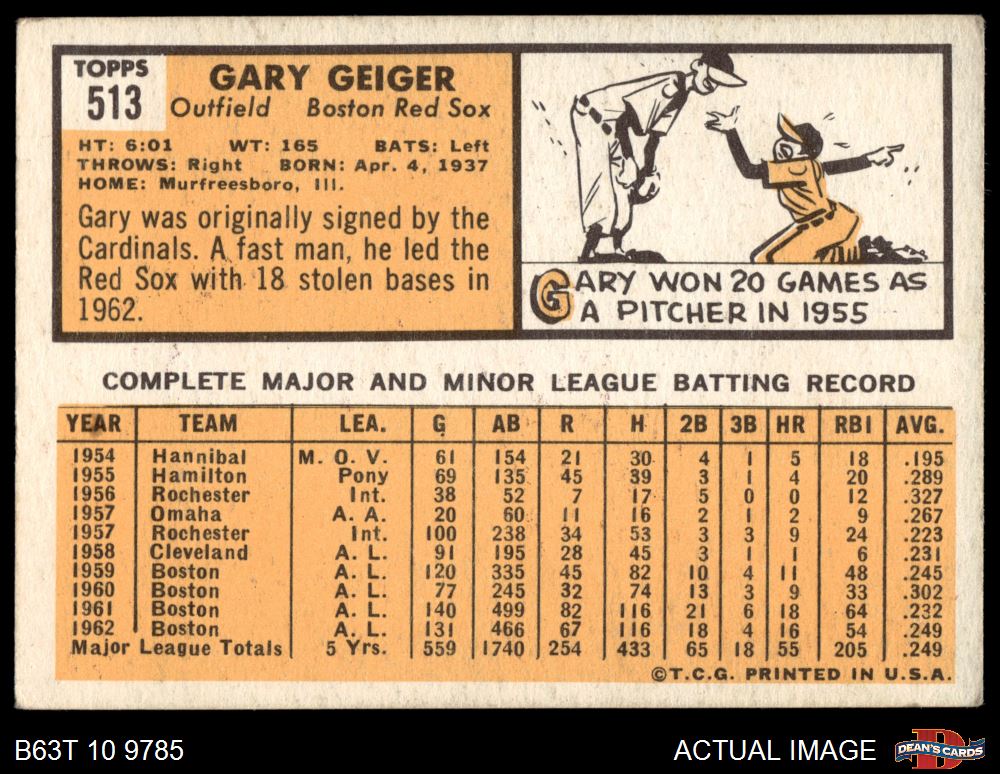 TOPPS
513
GARY GEIGER
Outfield Boston Red Sox
HT: 6:01 WT: 165 BATS: Left
THROWS: Right BORN: Apr. 4, 1937
HOME: Murfreesboro, Ill.
Gary was originally signed by the
Cardinals. A fast man, he led the
Red Sox with 18 stolen bases in
1962.
GARY WON 20 GAMES AS
A PITCHER IN 1955
COMPLETE MAJOR AND MINOR LEAGUE BATTING RECORD
YEAR TEAM LEA. G AB R H 2B 3B HR RBI AVG.
1954 Hannibal M. O. V. 61 154 21 30 4 1 5 18 .195
1955 Hamilton Pony 69 135 45 39 3 1 4 20 .289
1956 Rochester Int. 38 52 7 17 5 0 0 12 .327
1957 Omaha A. A. 20 60 11 16 2 1 2 9 .267
1957 Rochester Int. 100 238 34 53 3 3 9 24 .223
1958 Cleveland A. L. 91 195 28 45 3 1 1 6 .231
1959 Boston A. L. 120 335 45 82 10 4 11 48 .245
1960 Boston A. L. 77 245 32 74 13 3 9 33 .302
1961 Boston A. L. 140 499 82 116 21 6 18 64 .232
1962 Boston A. L. 131 466 67 116 18 4 16 54 .249
Major League Totals 5 Yrs. 559 1740 254 433 65 18 55 205 .249
©T.C.G. PRINTED IN U.S.A.
B63T 10 9785
ACTUAL IMAGE
DEAN'S CARDS